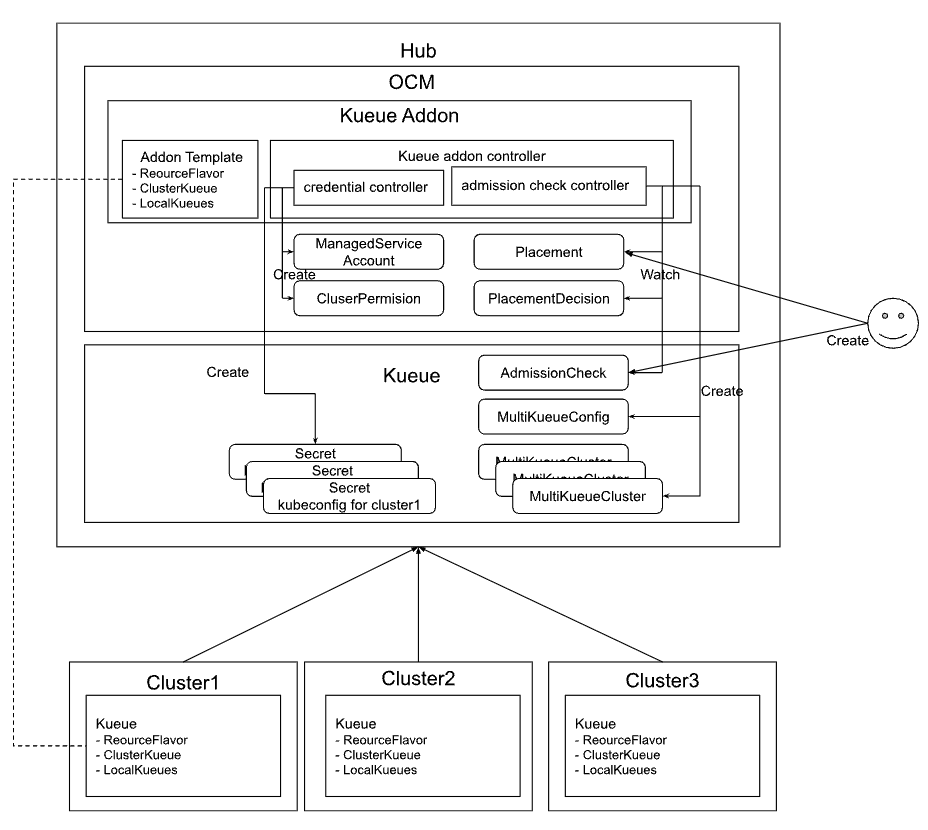 Hub
OCM
Kueue Addon
Addon Template
- ReourceFlavor
- ClusterKueue
- LocalKueues
Kueue addon controller
credential controller
admission check controller
ManagedService
Account
Create
CluserPermision
Placement
Watch
PlacementDecision
Create
Kueue
Create
AdmissionCheck
Create
MultiKueueConfig
Secret
Secret
Secret
kubeconfig for cluster1
MultiKueueCluster
MultiKueueCluster
MultiKueueCluster
Cluster1
Kueue
- ReourceFlavor
- ClusterKueue
- LocalKueues
Cluster2
Kueue
- ReourceFlavor
- ClusterKueue
- LocalKueues
Cluster3
Kueue
- ReourceFlavor
- ClusterKueue
- LocalKueues